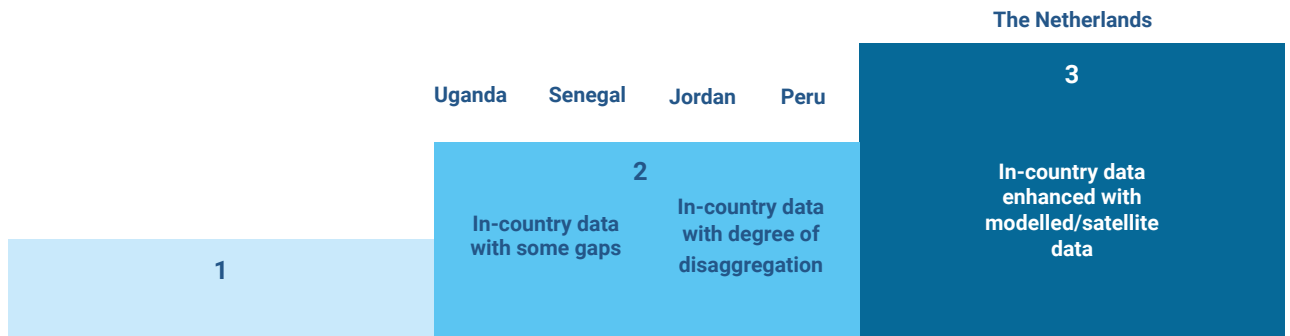 The Netherlands
3
Uganda Senegal Jordan Peru
2
In-country data
with some gaps
In-country data
with degree of
disaggregation
In-country data
enhanced with
modelled/satellite
data
1